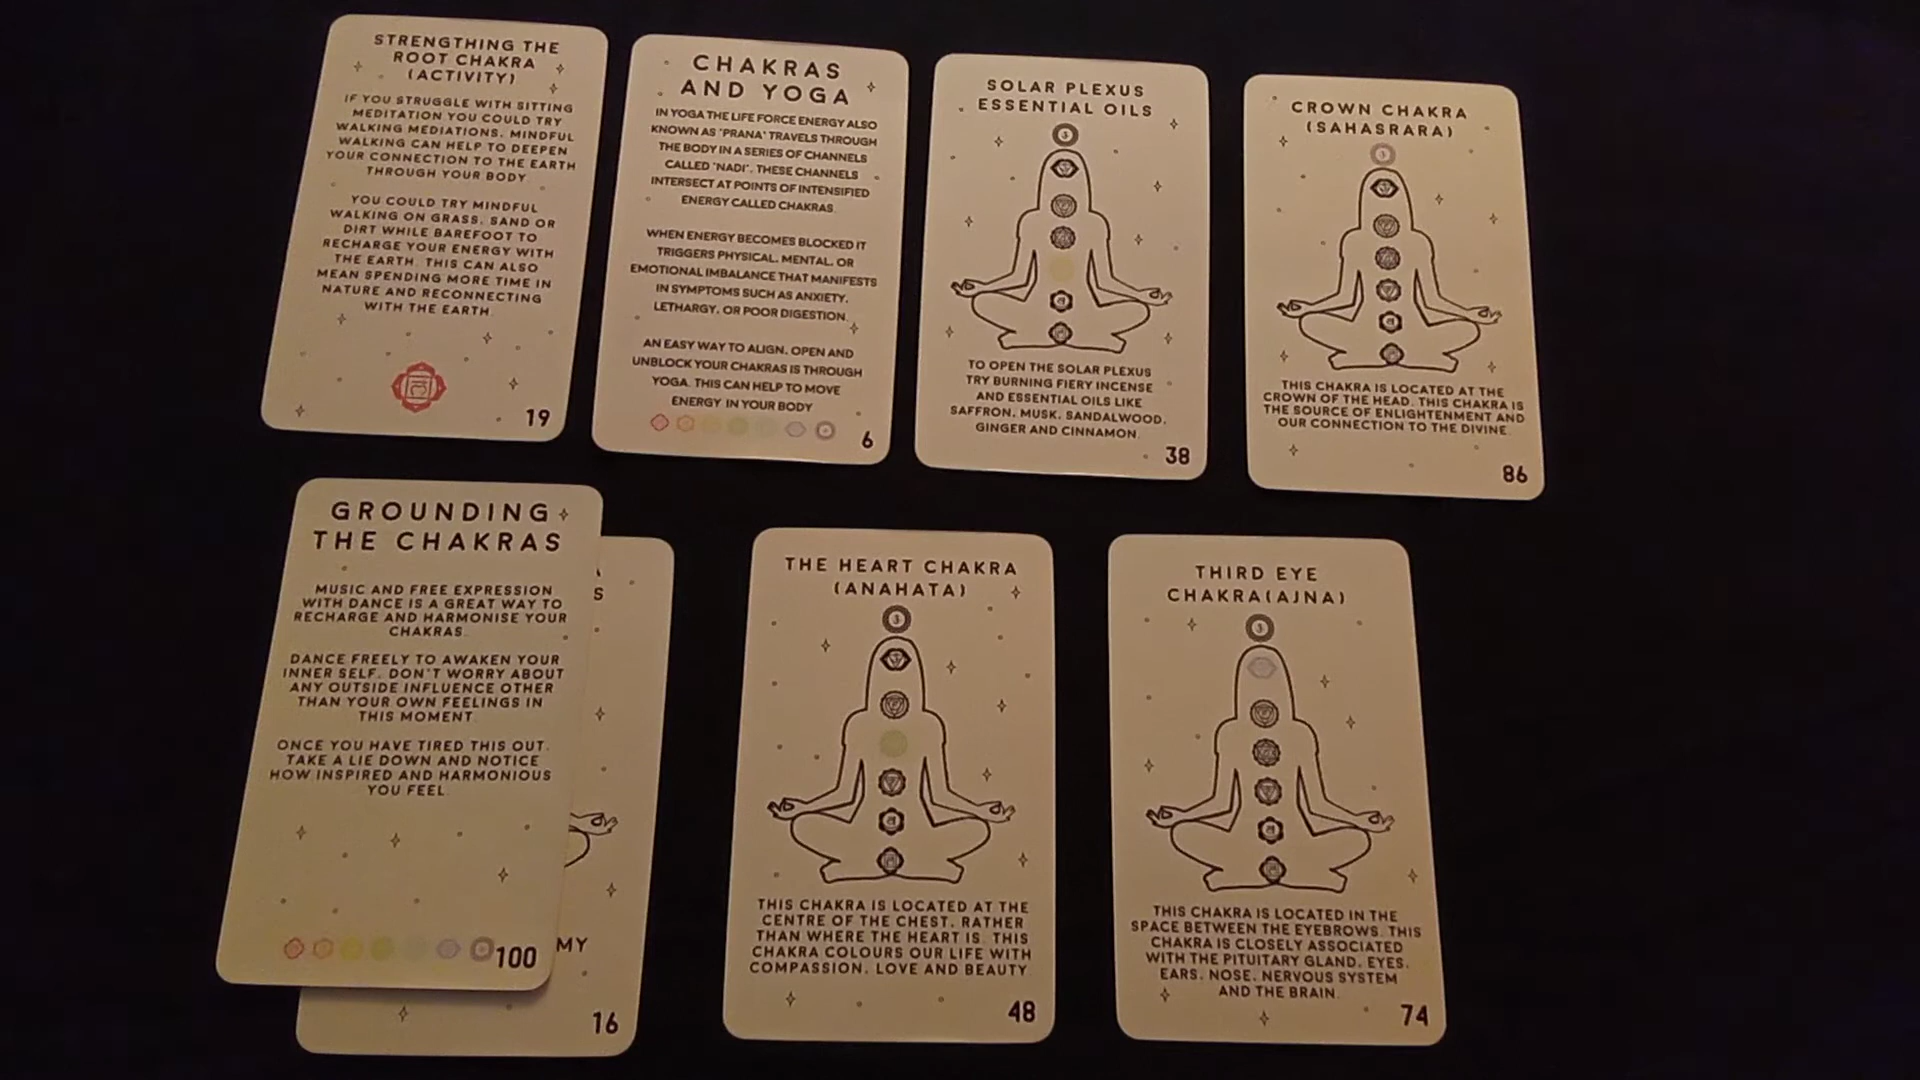 STRENGTHING THE
ROOT CHAKRA
(ACTIVITY)
IF YOU STRUGGLE WITH SITTING
MEDITATION YOU COULD TRY
WALKING MEDIATIONS. MINDFUL
WALKING CAN HELP TO DEEPEN
YOUR CONNECTION TO THE EARTH
THROUGH YOUR BODY
YOU COULD TRY MINDFUL
WALKING ON GRASS, SAND OR
DIRT WHILE BAREFOOT TO
RECHARGE YOUR ENERGY WITH
THE EARTH. THIS CAN ALSO
MEAN SPENDING MORE TIME IN
NATURE AND RECONNECTING
WITH THE EARTH.
19
CHAKRAS
AND YOGA
IN YOGA THE LIFE FORCE ENERGY ALSO
KNOWN AS 'PRANA' TRAVELS THROUGH
THE BODY IN A SERIES OF CHANNELS
CALLED 'NADI'. THESE CHANNELS
INTERSECT AT POINTS OF INTENSIFIED
ENERGY CALLED CHAKRAS
WHEN ENERGY BECOMES BLOCKED IT
TRIGGERS PHYSICAL, MENTAL, OR
EMOTIONAL IMBALANCE THAT MANIFESTS
IN SYMPTOMS SUCH AS ANXIETY,
LETHARGY, OR POOR DIGESTION.
AN EASY WAY TO ALIGN, OPEN AND
UNBLOCK YOUR CHAKRAS IS THROUGH
YOGA. THIS CAN HELP TO MOVE
ENERGY IN YOUR BODY
6
SOLAR PLEXUS
ESSENTIAL OILS
TO OPEN THE SOLAR PLEXUS
TRY BURNING FIERY INCENSE
AND ESSENTIAL OILS LIKE
SAFFRON, MUSK, SANDALWOOD,
GINGER AND CINNAMON.
38
CROWN CHAKRA
(SAHASRARA)
THIS CHAKRA IS LOCATED AT THE
CROWN OF THE HEAD. THIS CHAKRA IS
THE SOURCE OF ENLIGHTENMENT AND
OUR CONNECTION TO THE DIVINE.
86
GROUNDING
THE CHAKRAS
MUSIC AND FREE EXPRESSION
WITH DANCE IS A GREAT WAY TO
RECHARGE AND HARMONISE YOUR
CHAKRAS.
DANCE FREELY TO AWAKEN YOUR
INNER SELF. DON'T WORRY ABOUT
ANY OUTSIDE INFLUENCE OTHER
THAN YOUR OWN FEELINGS IN
THIS MOMENT.
ONCE YOU HAVE TIRED THIS OUT,
TAKE A LIE DOWN AND NOTICE
HOW INSPIRED AND HARMONIOUS
YOU FEEL.
100
S
MY
16
THE HEART CHAKRA
(ANAHATA)
THIS CHAKRA IS LOCATED AT THE
CENTRE OF THE CHEST, RATHER
THAN WHERE THE HEART IS. THIS
CHAKRA COLOURS OUR LIFE WITH
COMPASSION, LOVE AND BEAUTY
48
THIRD EYE
CHAKRA(AJNA)
THIS CHAKRA IS LOCATED IN THE
SPACE BETWEEN THE EYEBROWS. THIS
CHAKRA IS CLOSELY ASSOCIATED
WITH THE PITUITARY GLAND, EYES,
EARS, NOSE, NERVOUS SYSTEM
AND THE BRAIN.
74